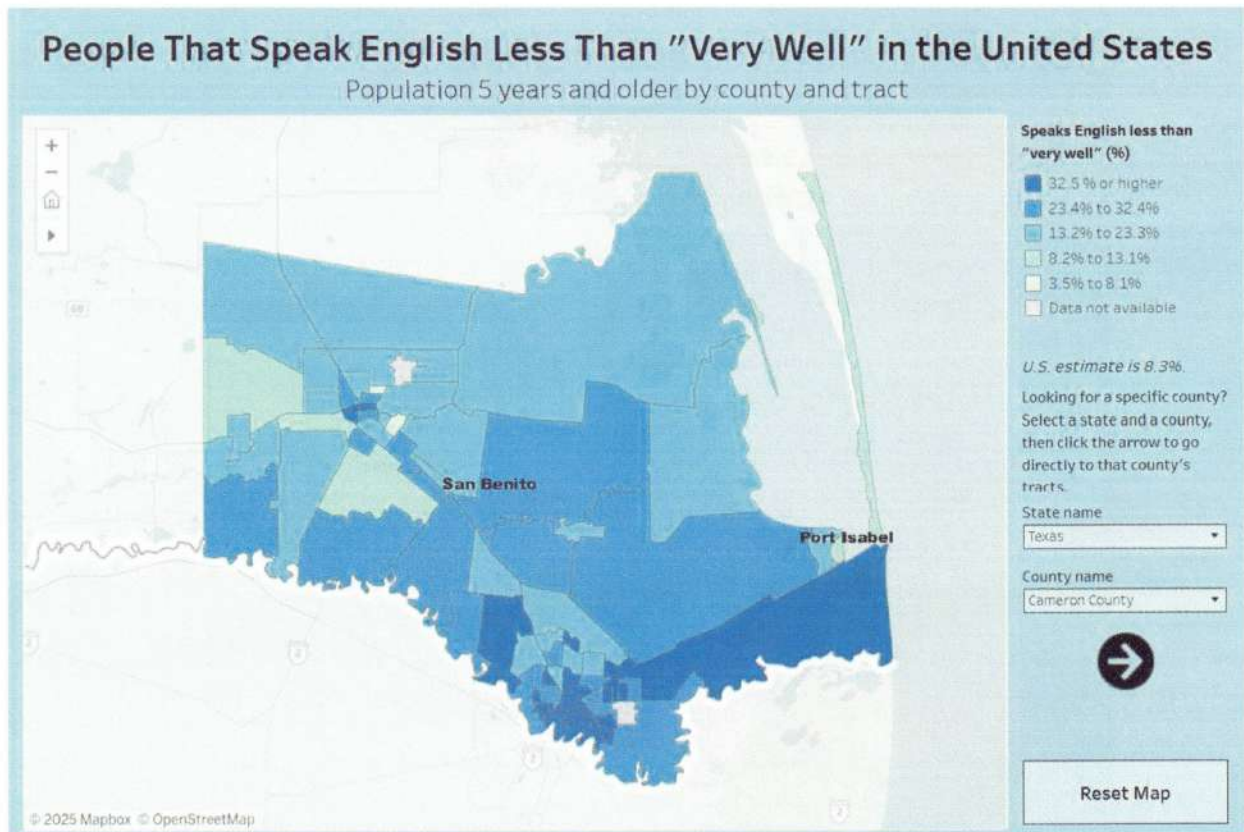 People That Speak English Less Than "Very Well" in the United States
Population 5 years and older by county and tract
+
−
69
San Benito
Port Isabel
2
2
© 2025 Mapbox © OpenStreetMap
Speaks English less than
"very well" (%)
32.5 % or higher
23.4% to 32.4%
13.2% to 23.3%
8.2% to 13.1%
3.5% to 8.1%
Data not available
U.S. estimate is 8.3%.
Looking for a specific county?
Select a state and a county,
then click the arrow to go
directly to that county's
tracts.
State name
Texas
County name
Cameron County
Reset Map